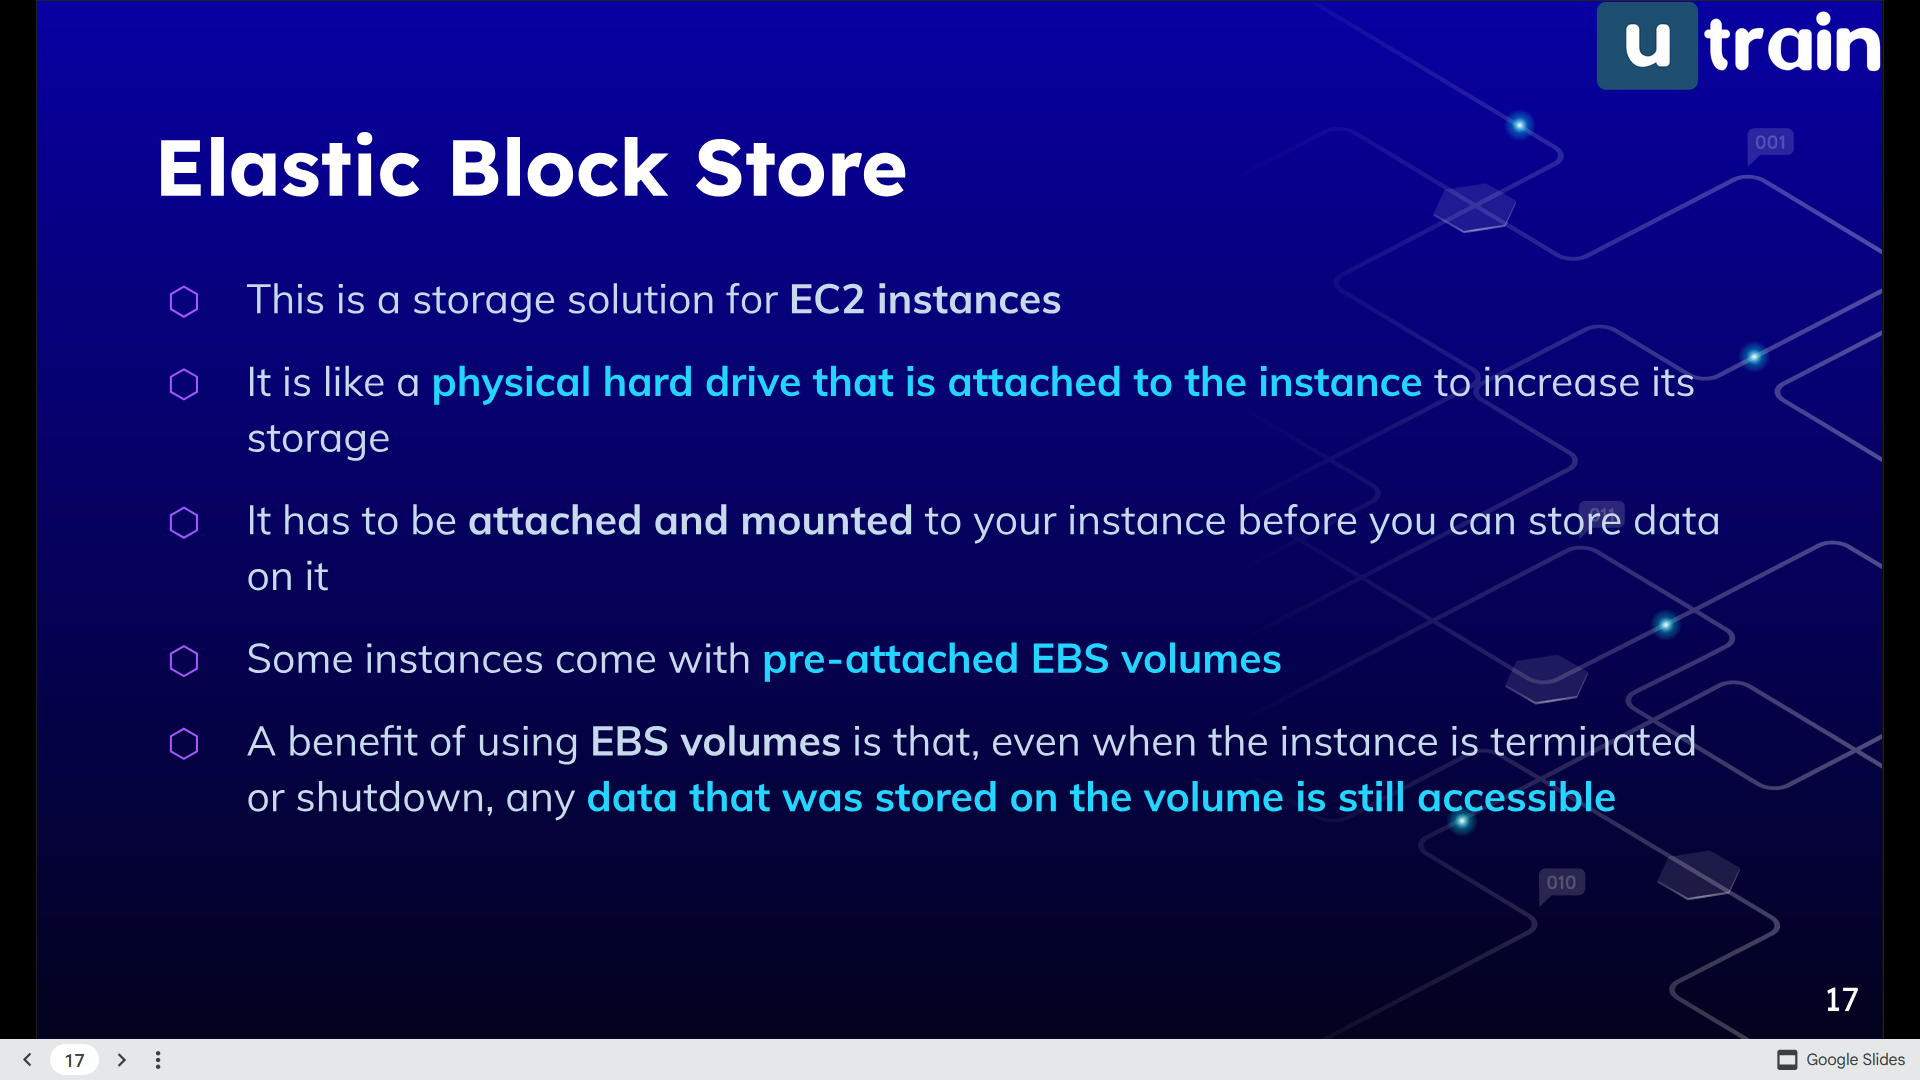 u train
001
Elastic Block Store
This is a storage solution for EC2 instances
It is like a physical hard drive that is attached to the instance to increase its
storage
011
It has to be attached and mounted to your instance before you can store data
on it
Some instances come with pre-attached EBS volumes
A benefit of using EBS volumes is that, even when the instance is terminated
or shutdown, any data that was stored on the volume is still accessible
010
17
17
Google Slides